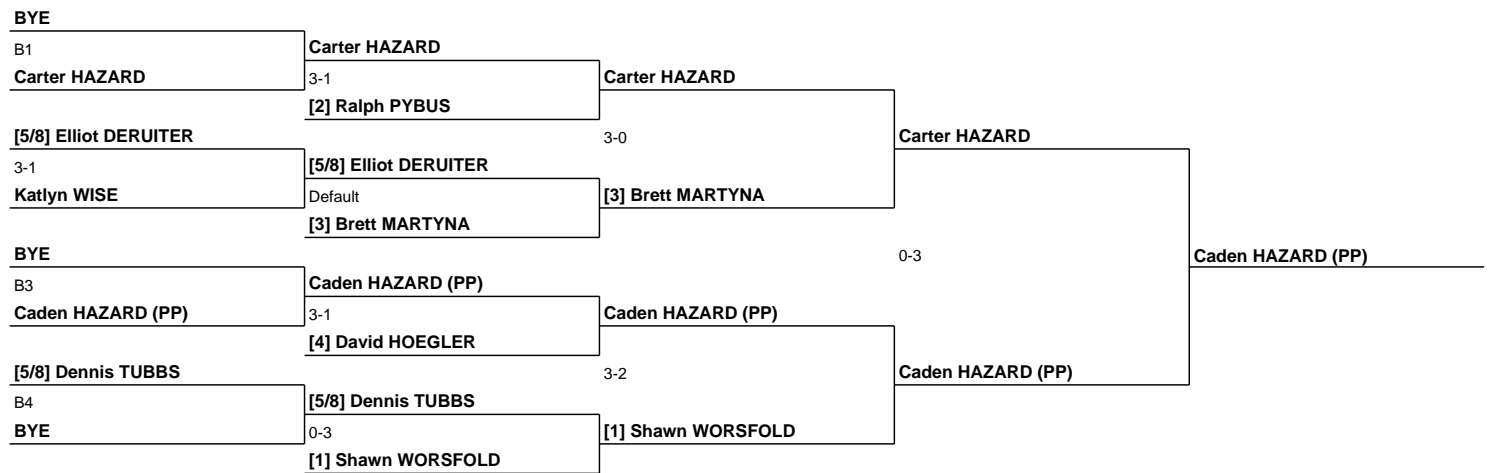 BYE
B1
Carter HAZARD
Carter HAZARD
3-1
Carter HAZARD
[2] Ralph PYBUS
[5/8] Elliot DERUITER
3-0
Carter HAZARD
3-1
[5/8] Elliot DERUITER
Katlyn WISE
Default
[3] Brett MARTYNA
[3] Brett MARTYNA
BYE
0-3
Caden HAZARD (PP)
B3
Caden HAZARD (PP)
Caden HAZARD (PP)
3-1
Caden HAZARD (PP)
[4] David HOEGLER
[5/8] Dennis TUBBS
3-2
Caden HAZARD (PP)
B4
[5/8] Dennis TUBBS
BYE
0-3
[1] Shawn WORSFOLD
[1] Shawn WORSFOLD